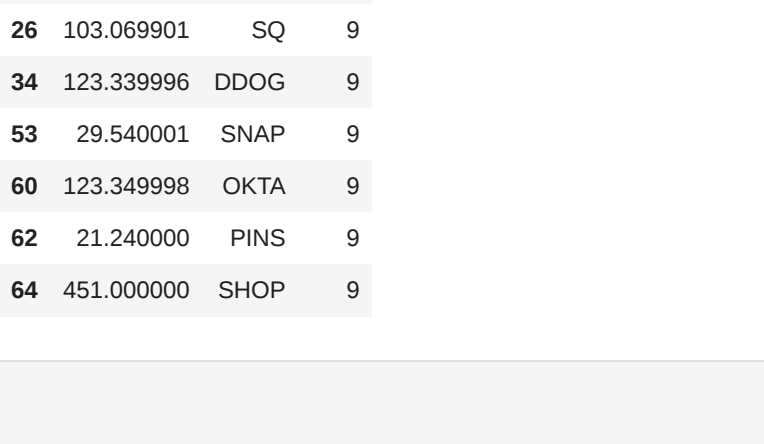 26 103.069901 SQ 9
34 123.339996 DDOG 9
53 29.540001 SNAP 9
60 123.349998 OKTA 9
62 21.240000 PINS 9
64 451.000000 SHOP 9